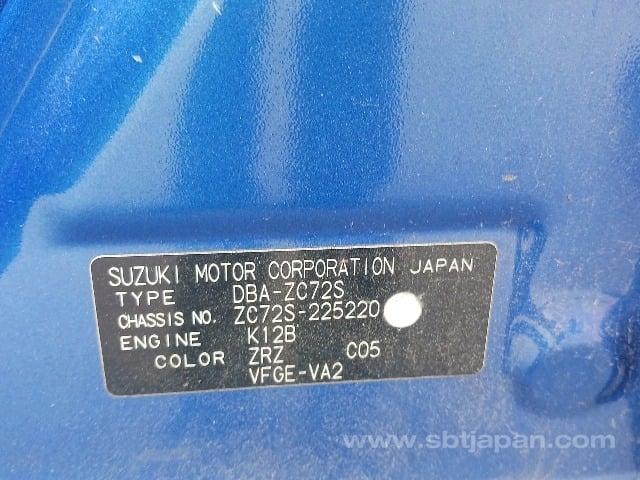 SUZUKI MOTOR CORPORATION JAPAN
TYPE DBA-ZC72S
CHASSIS NO. ZC72S-225220
ENGINE K12B
COLOR ZRZ C05
VFGE-VA2
www.sbtjapan.com